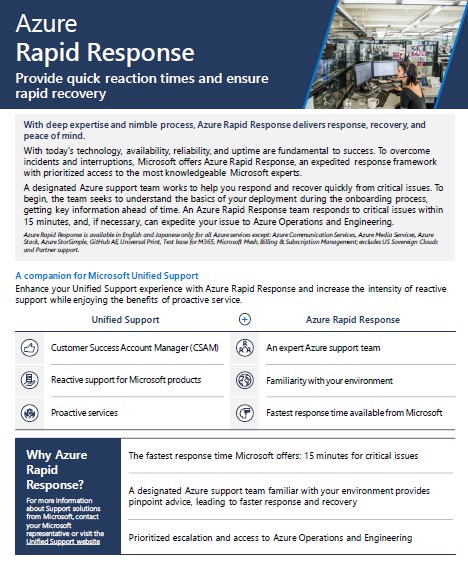 Azure
Rapid Response
Provide quick reaction times and ensure
rapid recovery
With deep expertise and nimble process, Azure Rapid Response delivers response, recovery, and
peace of mind.
With today's technology, availability, reliability, and uptime are fundamental to success. To overcome
incidents and interruptions, Microsoft offers Azure Rapid Response, an expedited response framework
with prioritized access to the most knowledgeable Microsoft experts.
A designated Azure support team works to help you respond and recover quickly from critical issues. To
begin, the team seeks to understand the basics of your deployment during the onboarding process,
getting key information ahead of time. An Azure Rapid Response team responds to critical issues within
15 minutes, and, if necessary, can expedite your issue to Azure Operations and Engineering.
Azure Rapid Response is available in English and Japanese only; for all Azure services except: Azure Communication Services, Azure Media Services, Azure
Stack, Azure StorSimple, GitHub AE, Universal Print, Test base for M365, Microsoft Mesh, Billing & Subscription Management; excludes US Sovereign Clouds
and Partner support.
A companion for Microsoft Unified Support
Enhance your Unified Support experience with Azure Rapid Response and increase the intensity of reactive
support while enjoying the benefits of proactive service.
Unified Support
Azure Rapid Response
Customer Success Account Manager (CSAM)
An expert Azure support team
Reactive support for Microsoft products
Familiarity with your environment
Proactive services
Fastest response time available from Microsoft
Why Azure
Rapid
Response?
For more information
about Support solutions
from Microsoft, contact
your Microsoft
representative or visit the
Unified Support website
The fastest response time Microsoft offers: 15 minutes for critical issues
A designated Azure support team familiar with your environment provides
pinpoint advice, leading to faster response and recovery
Prioritized escalation and access to Azure Operations and Engineering